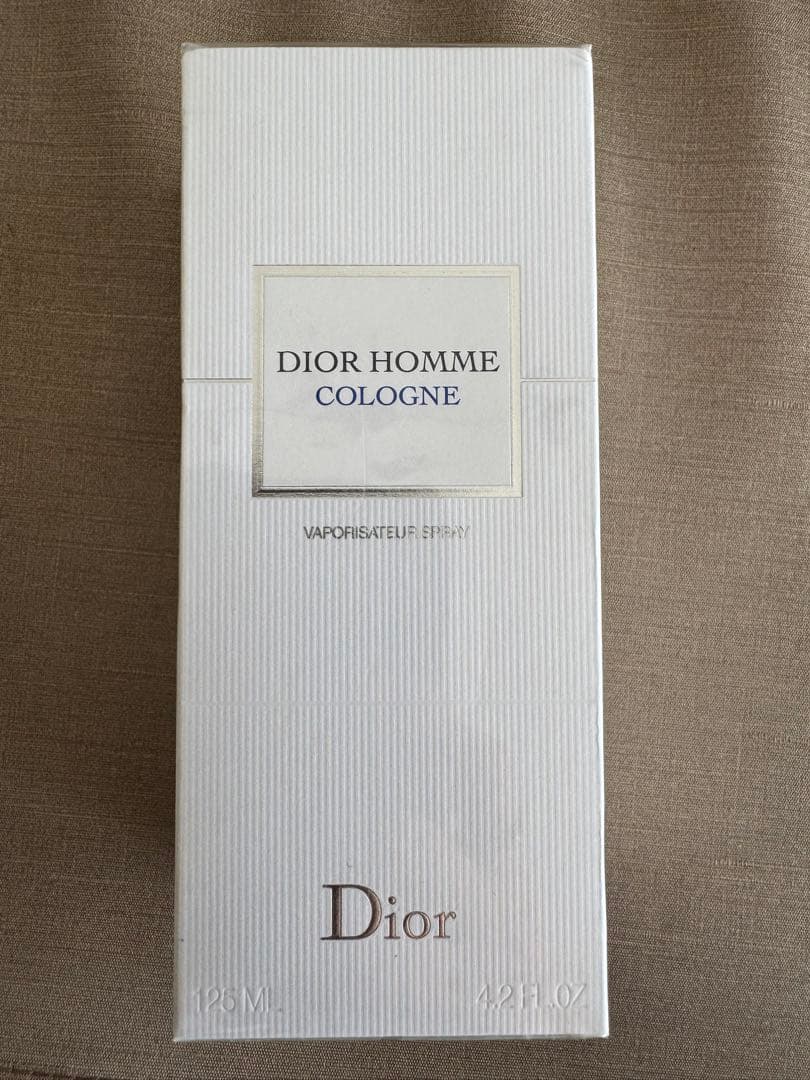 DIOR HOMME
COLOGNE
VAPORISATEUR SPRAY
Dior
125 ML. 4.2 FL.OZ.